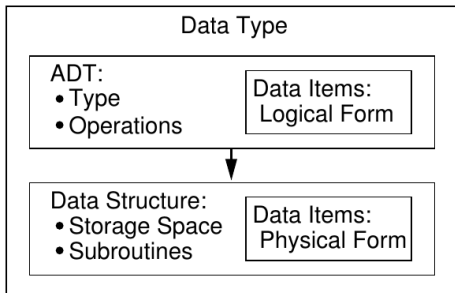 Data Type
ADT:
• Type
• Operations
Data Items:
Logical Form
Data Structure:
• Storage Space
• Subroutines
Data Items:
Physical Form